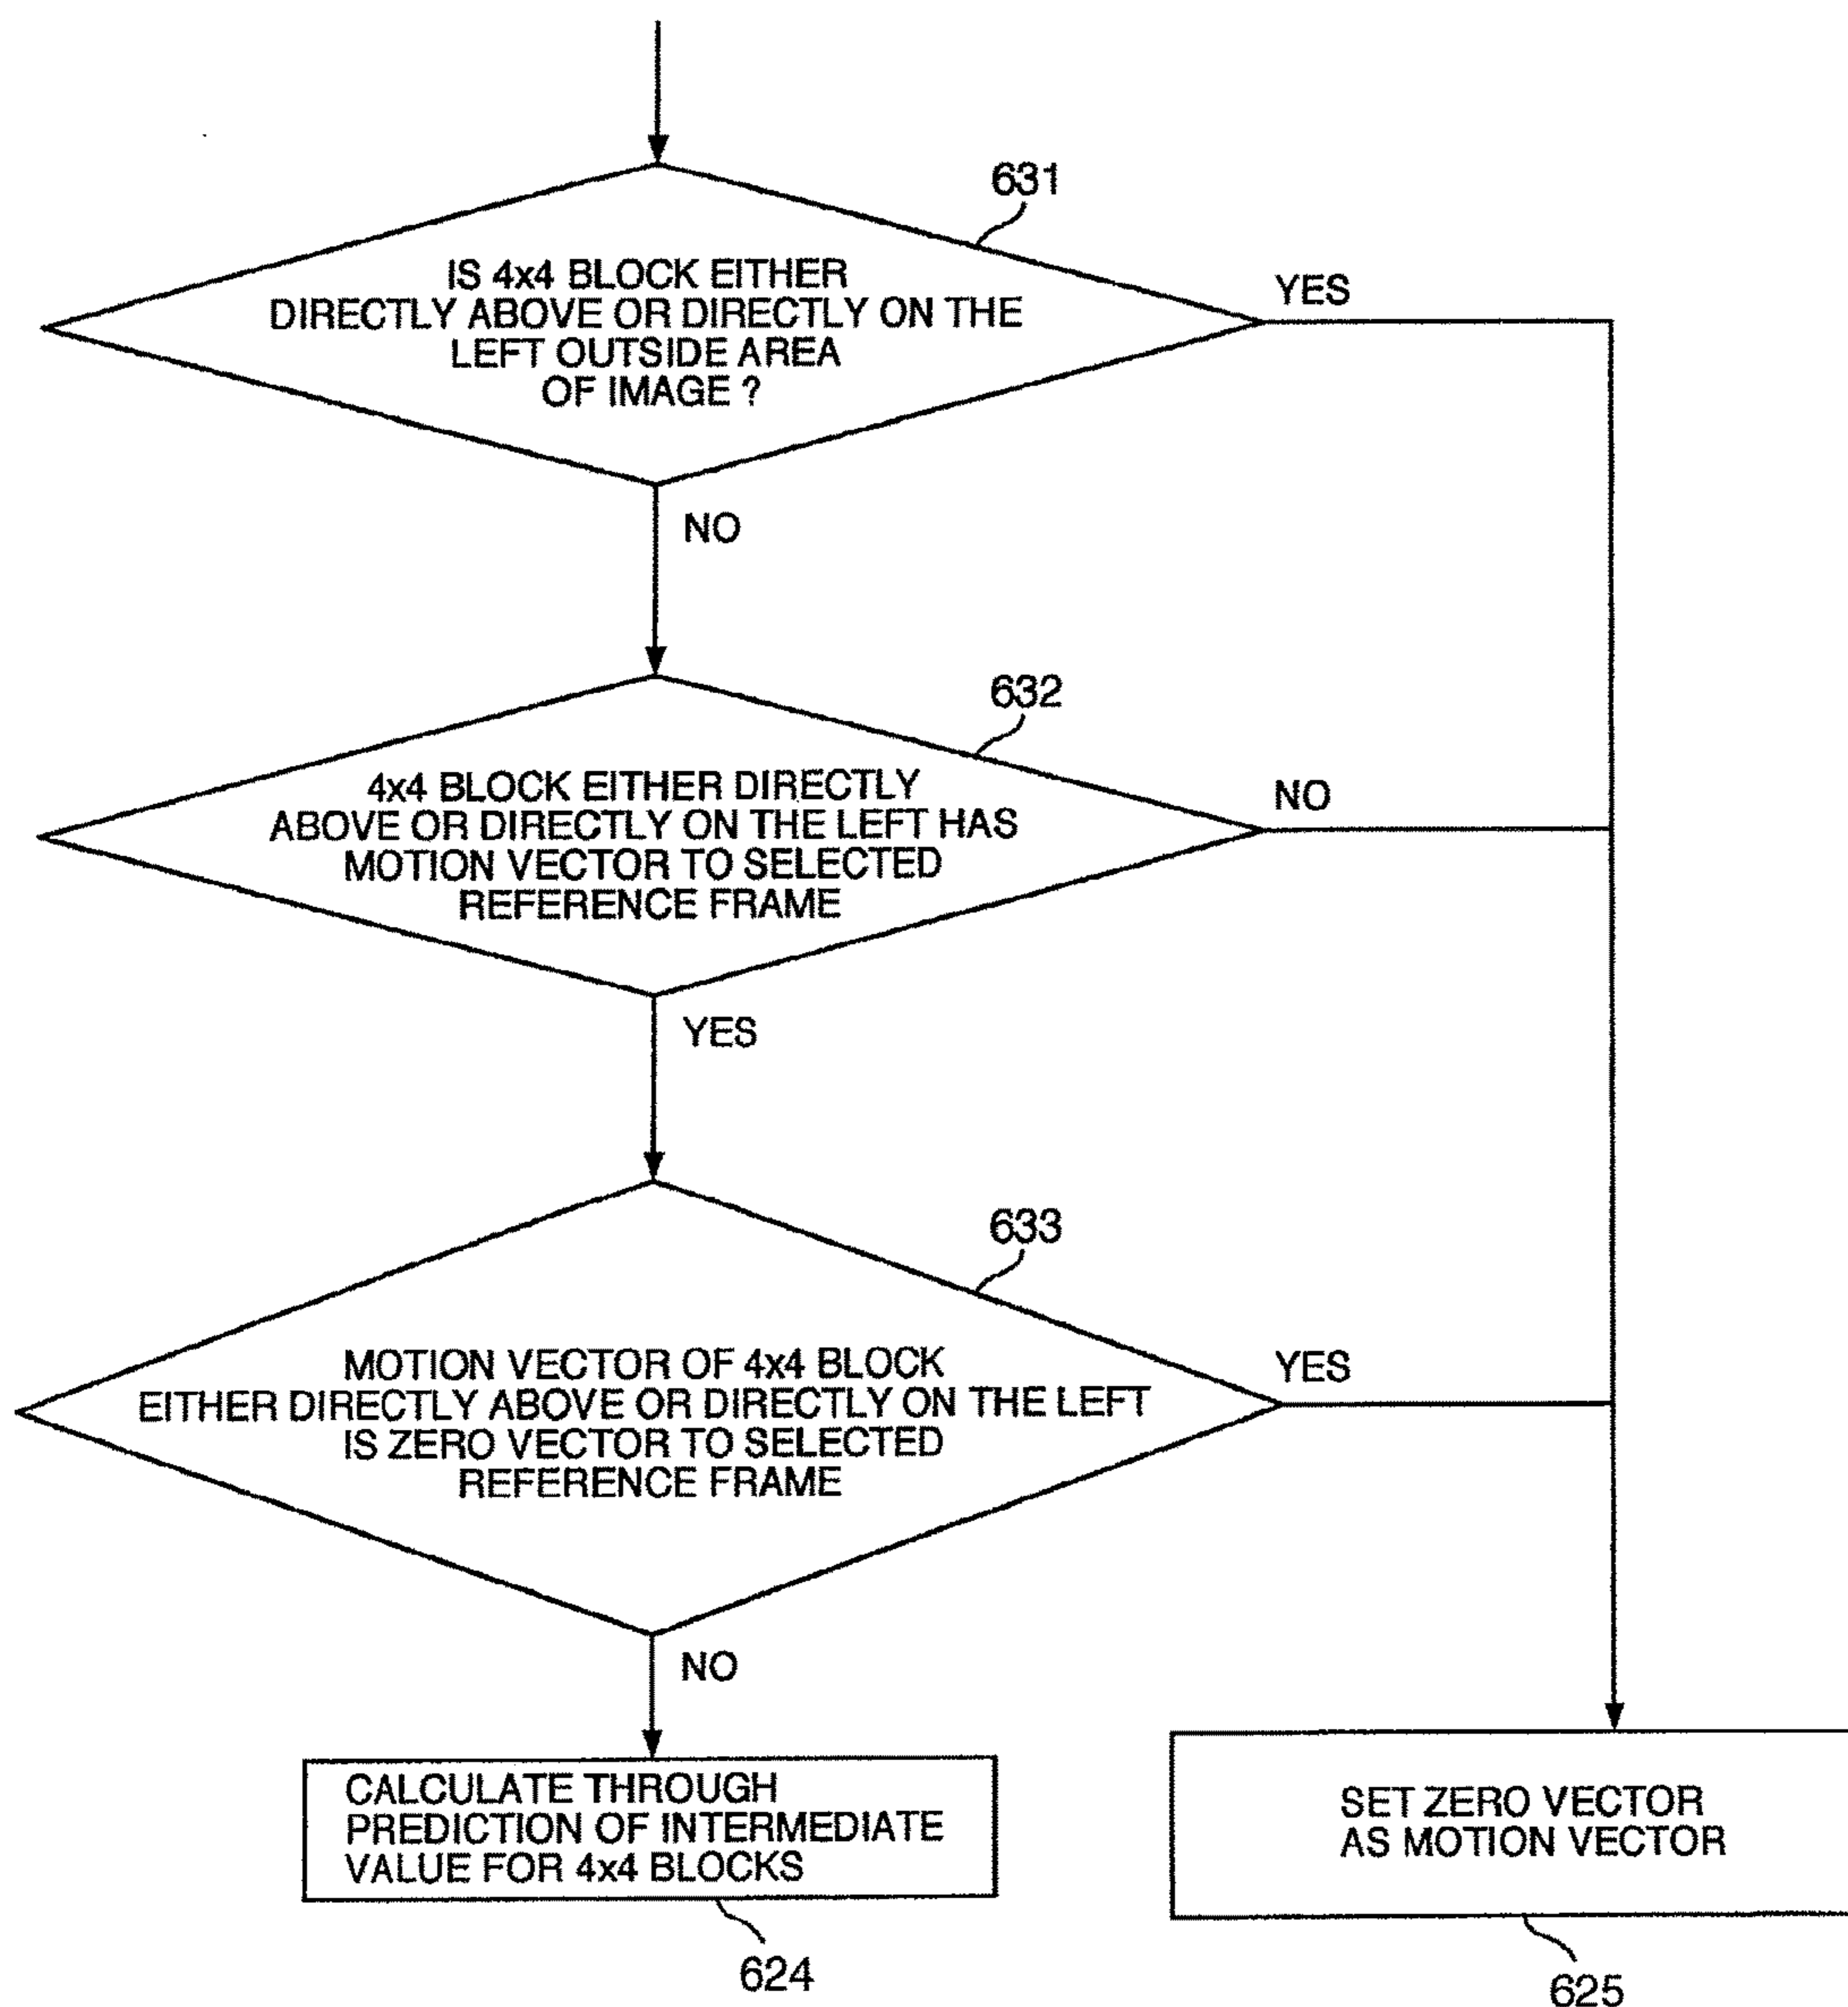 631
IS 4x4 BLOCK EITHER
DIRECTLY ABOVE OR DIRECTLY ON THE
LEFT OUTSIDE AREA
OF IMAGE ?
YES
NO
632
4x4 BLOCK EITHER DIRECTLY
ABOVE OR DIRECTLY ON THE LEFT HAS
MOTION VECTOR TO SELECTED
REFERENCE FRAME
NO
YES
633
MOTION VECTOR OF 4x4 BLOCK
EITHER DIRECTLY ABOVE OR DIRECTLY ON THE LEFT
IS ZERO VECTOR TO SELECTED
REFERENCE FRAME
YES
NO
CALCULATE THROUGH
PREDICTION OF INTERMEDIATE
VALUE FOR 4x4 BLOCKS
624
SET ZERO VECTOR
AS MOTION VECTOR
625